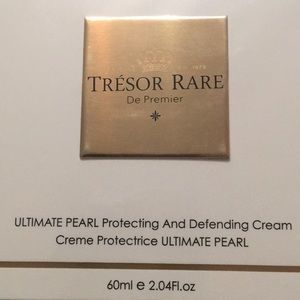 TRÉSOR RARE
De Premier
ULTIMATE PEARL Protecting And Defending Cream
Creme Protectrice ULTIMATE PEARL
60ml e 2.04Fl.oz